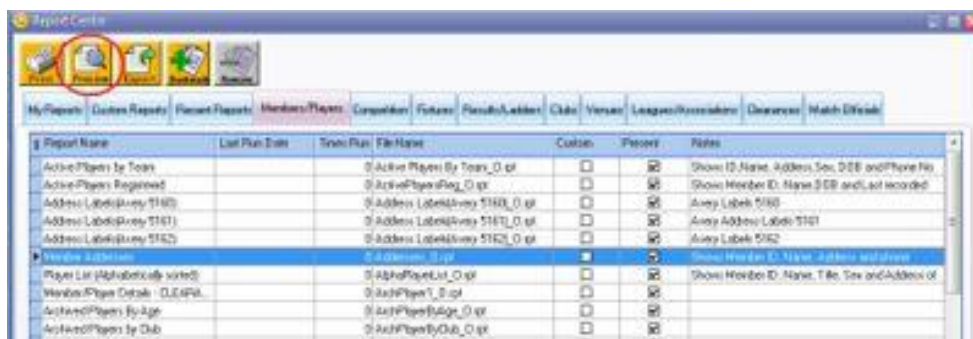 Report Center
Print Preview Export Bookmark Remove
My Reports Custom Reports Recent Reports Members/Players Competition Fixtures Results/Ladders Clubs Venues Leagues/Associations Clearances Match Officials
Report Name Last Run Date Times Run File Name Custom Notes
Active Players by Team 0 Active Players By Team_O.rpt Shows ID, Name, Address, Sex, DOB and Phone No
Active Players Registered 0 ActivePlayersReg_O.rpt Shows Member ID, Name, DOB and Last recorded
Address Labels(Avery 5160) 0 Address Labels(Avery 5160)_O.rpt Avery Labels 5160
Address Labels(Avery 5161) 0 Address Labels(Avery 5161)_O.rpt Avery Address Labels 5161
Address Labels(Avery 5162) 0 Address Labels(Avery 5162)_O.rpt Avery Labels 5162
Member Addresses 0 Addresses_O.rpt Shows Member ID, Name, Address and phone
Player List (Alphabetically sorted) 0 AlphaPlayerList_O.rpt Shows Member ID, Name, Title, Sex and Address of
Member/Player Details - 0 ArchPlayer1_O.rpt
Archived Players By Age 0 ArchPlayerByAge_O.rpt
Archived Players by Club 0 ArchPlayerByClub_O.rpt